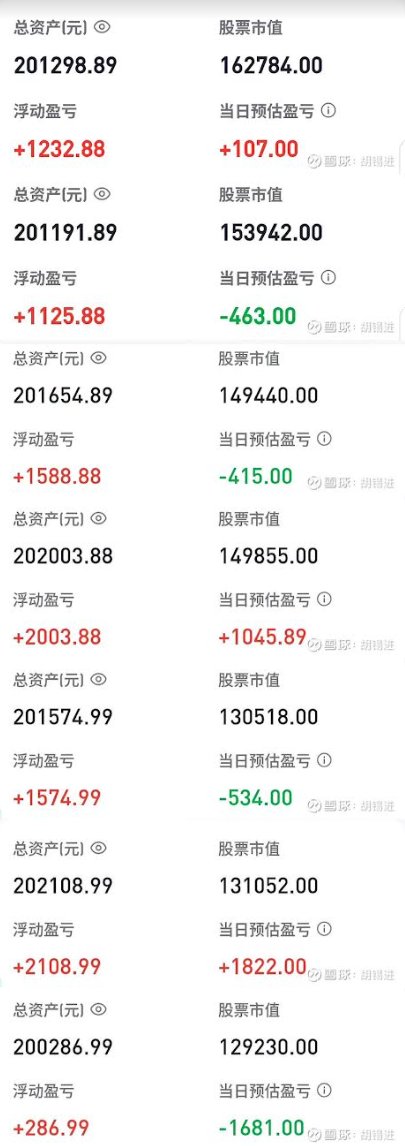 总资产(元) 股票市值
201298.89 162784.00
浮动盈亏 当日预估盈亏
+1232.88 +107.00
雪球：胡锡进
总资产(元) 股票市值
201191.89 153942.00
浮动盈亏 当日预估盈亏
+1125.88 -463.00
雪球：胡锡进
总资产(元) 股票市值
201654.89 149440.00
浮动盈亏 当日预估盈亏
+1588.88 -415.00
雪球：胡锡进
总资产(元) 股票市值
202003.88 149855.00
浮动盈亏 当日预估盈亏
+2003.88 +1045.89
雪球：胡锡进
总资产(元) 股票市值
201574.99 130518.00
浮动盈亏 当日预估盈亏
+1574.99 -534.00
雪球：胡锡进
总资产(元) 股票市值
202108.99 131052.00
浮动盈亏 当日预估盈亏
+2108.99 +1822.00
雪球：胡锡进
总资产(元) 股票市值
200286.99 129230.00
浮动盈亏 当日预估盈亏
+286.99 -1681.00
雪球：胡锡进